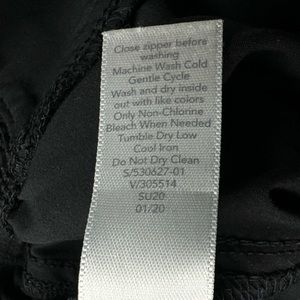 Close zipper before
washing
Machine Wash Cold
Gentle Cycle
Wash and dry inside
out with like colors
Only Non-Chlorine
Bleach When Needed
Tumble Dry Low
Cool Iron
Do Not Dry Clean
S/530627-01
V/305514
SU20
01/20